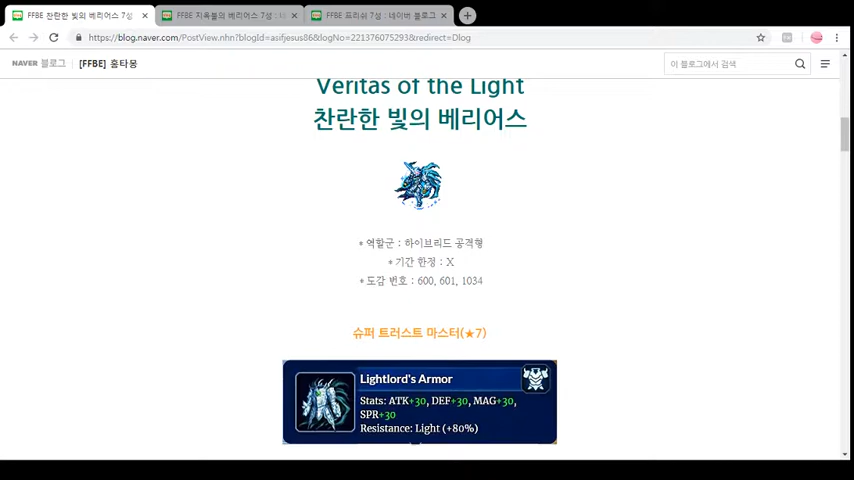 FFBE 찬란한 빛의 베리어스 7성
FFBE 지옥불의 베리어스 7성 : 네
FFBE 프리쉬 7성 : 네이버 블로그
https://blog.naver.com/PostView.nhn?blogId=asifjesus86&logNo=221376075293&redirect=Dlog
NAVER 블로그 | [FFBE] 홀타몽
이 블로그에서 검색
Veritas of the Light
찬란한 빛의 베리어스
* 역할군 : 하이브리드 공격형
* 기간 한정 : X
* 도감 번호 : 600, 601, 1034
슈퍼 트러스트 마스터(★7)
Lightlord's Armor
Stats: ATK+30, DEF+30, MAG+30,
SPR+30
Resistance: Light (+80%)